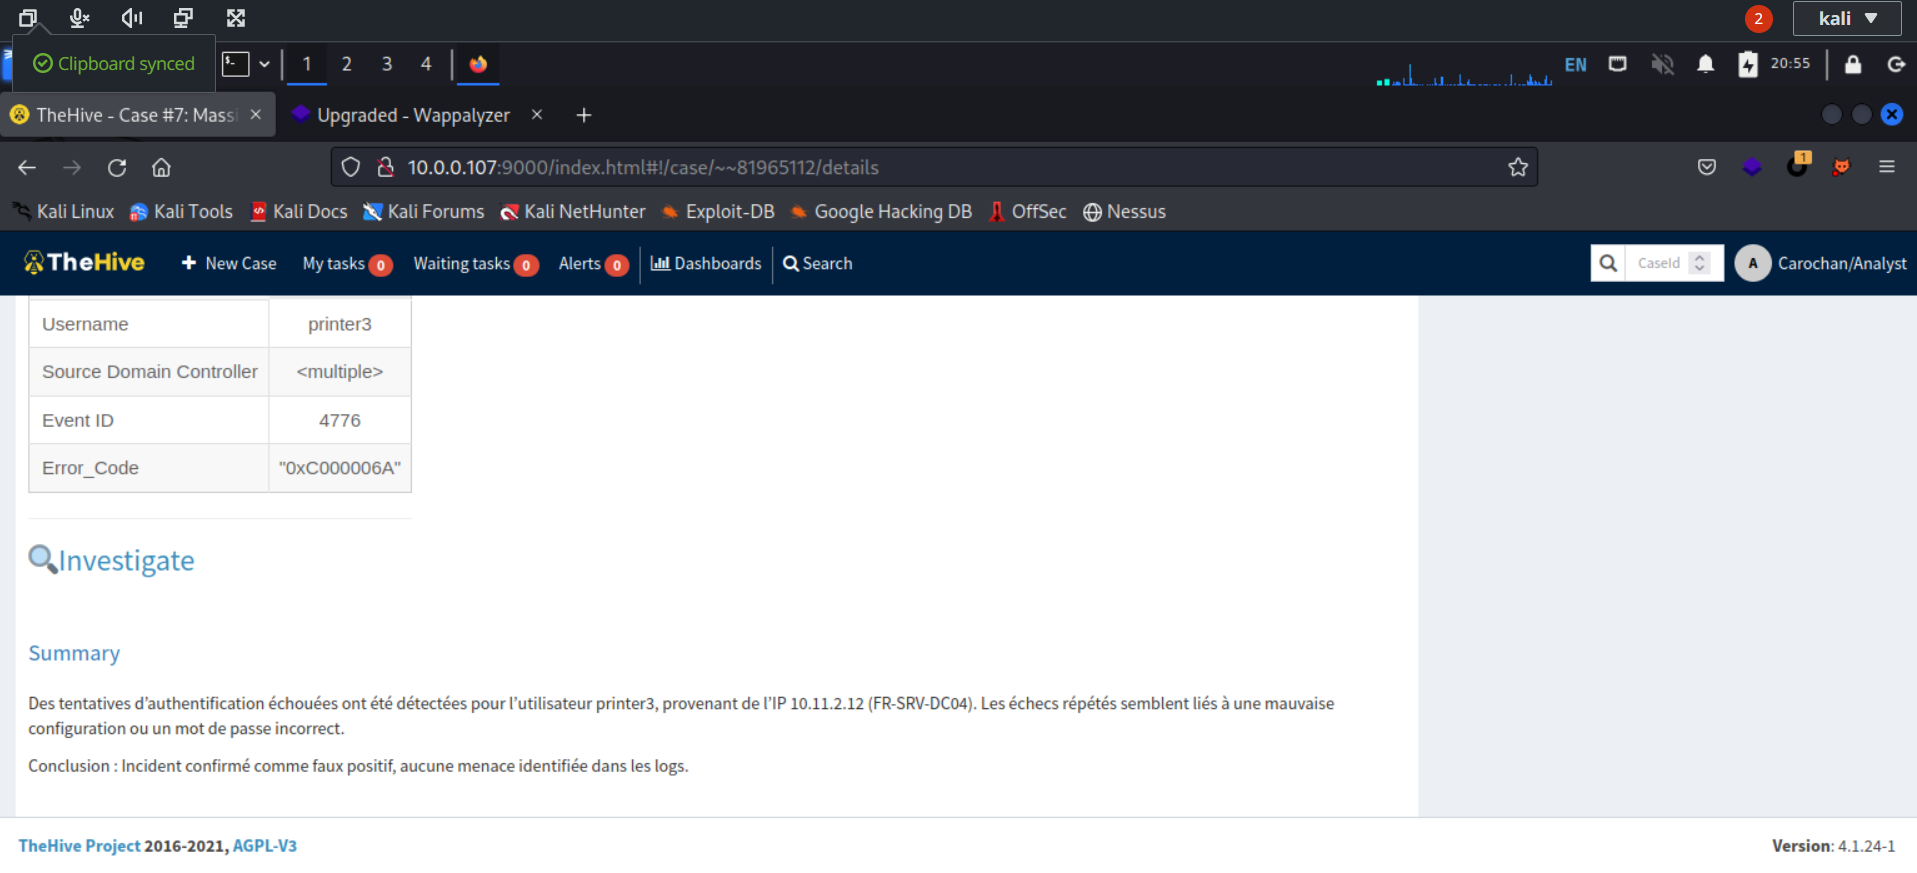 2
kali
Clipboard synced
1 2 3 4
EN
20:55
TheHive - Case #7: Mass
Upgraded - Wappalyzer
10.0.0.107:9000/index.html#!/case/~~81965112/details
1
Kali Linux Kali Tools Kali Docs Kali Forums Kali NetHunter Exploit-DB Google Hacking DB OffSec Nessus
TheHive + New Case My tasks 0 Waiting tasks 0 Alerts 0 Dashboards Search CaseId A Carochan/Analyst
Username printer3
Source Domain Controller <multiple>
Event ID 4776
Error_Code "0xC000006A"
Investigate
Summary
Des tentatives d’authentification échouées ont été détectées pour l’utilisateur printer3, provenant de l’IP 10.11.2.12 (FR-SRV-DC04). Les échecs répétés semblent liés à une mauvaise
configuration ou un mot de passe incorrect.
Conclusion : Incident confirmé comme faux positif, aucune menace identifiée dans les logs.
TheHive Project 2016-2021, AGPL-V3
Version: 4.1.24-1